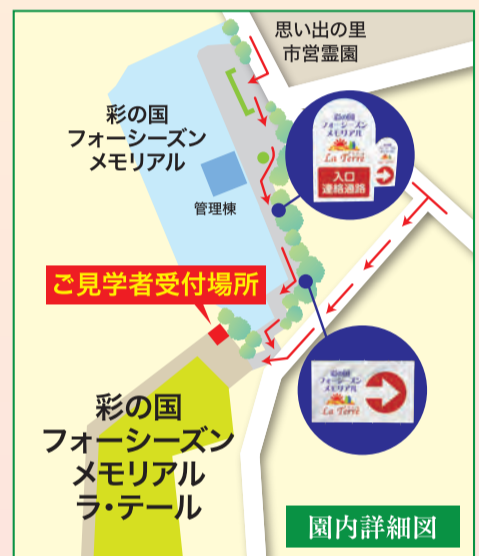 思い出の里
市営霊園
彩の国
フォーシーズン
メモリアル
管理棟
彩の国
フォーシーズン
メモリアル
La Terre
入口
連絡通路
ご見学者受付場所
彩の国
フォーシーズン
メモリアル
La Terre
彩の国
フォーシーズン
メモリアル
ラ・テール
園内詳細図